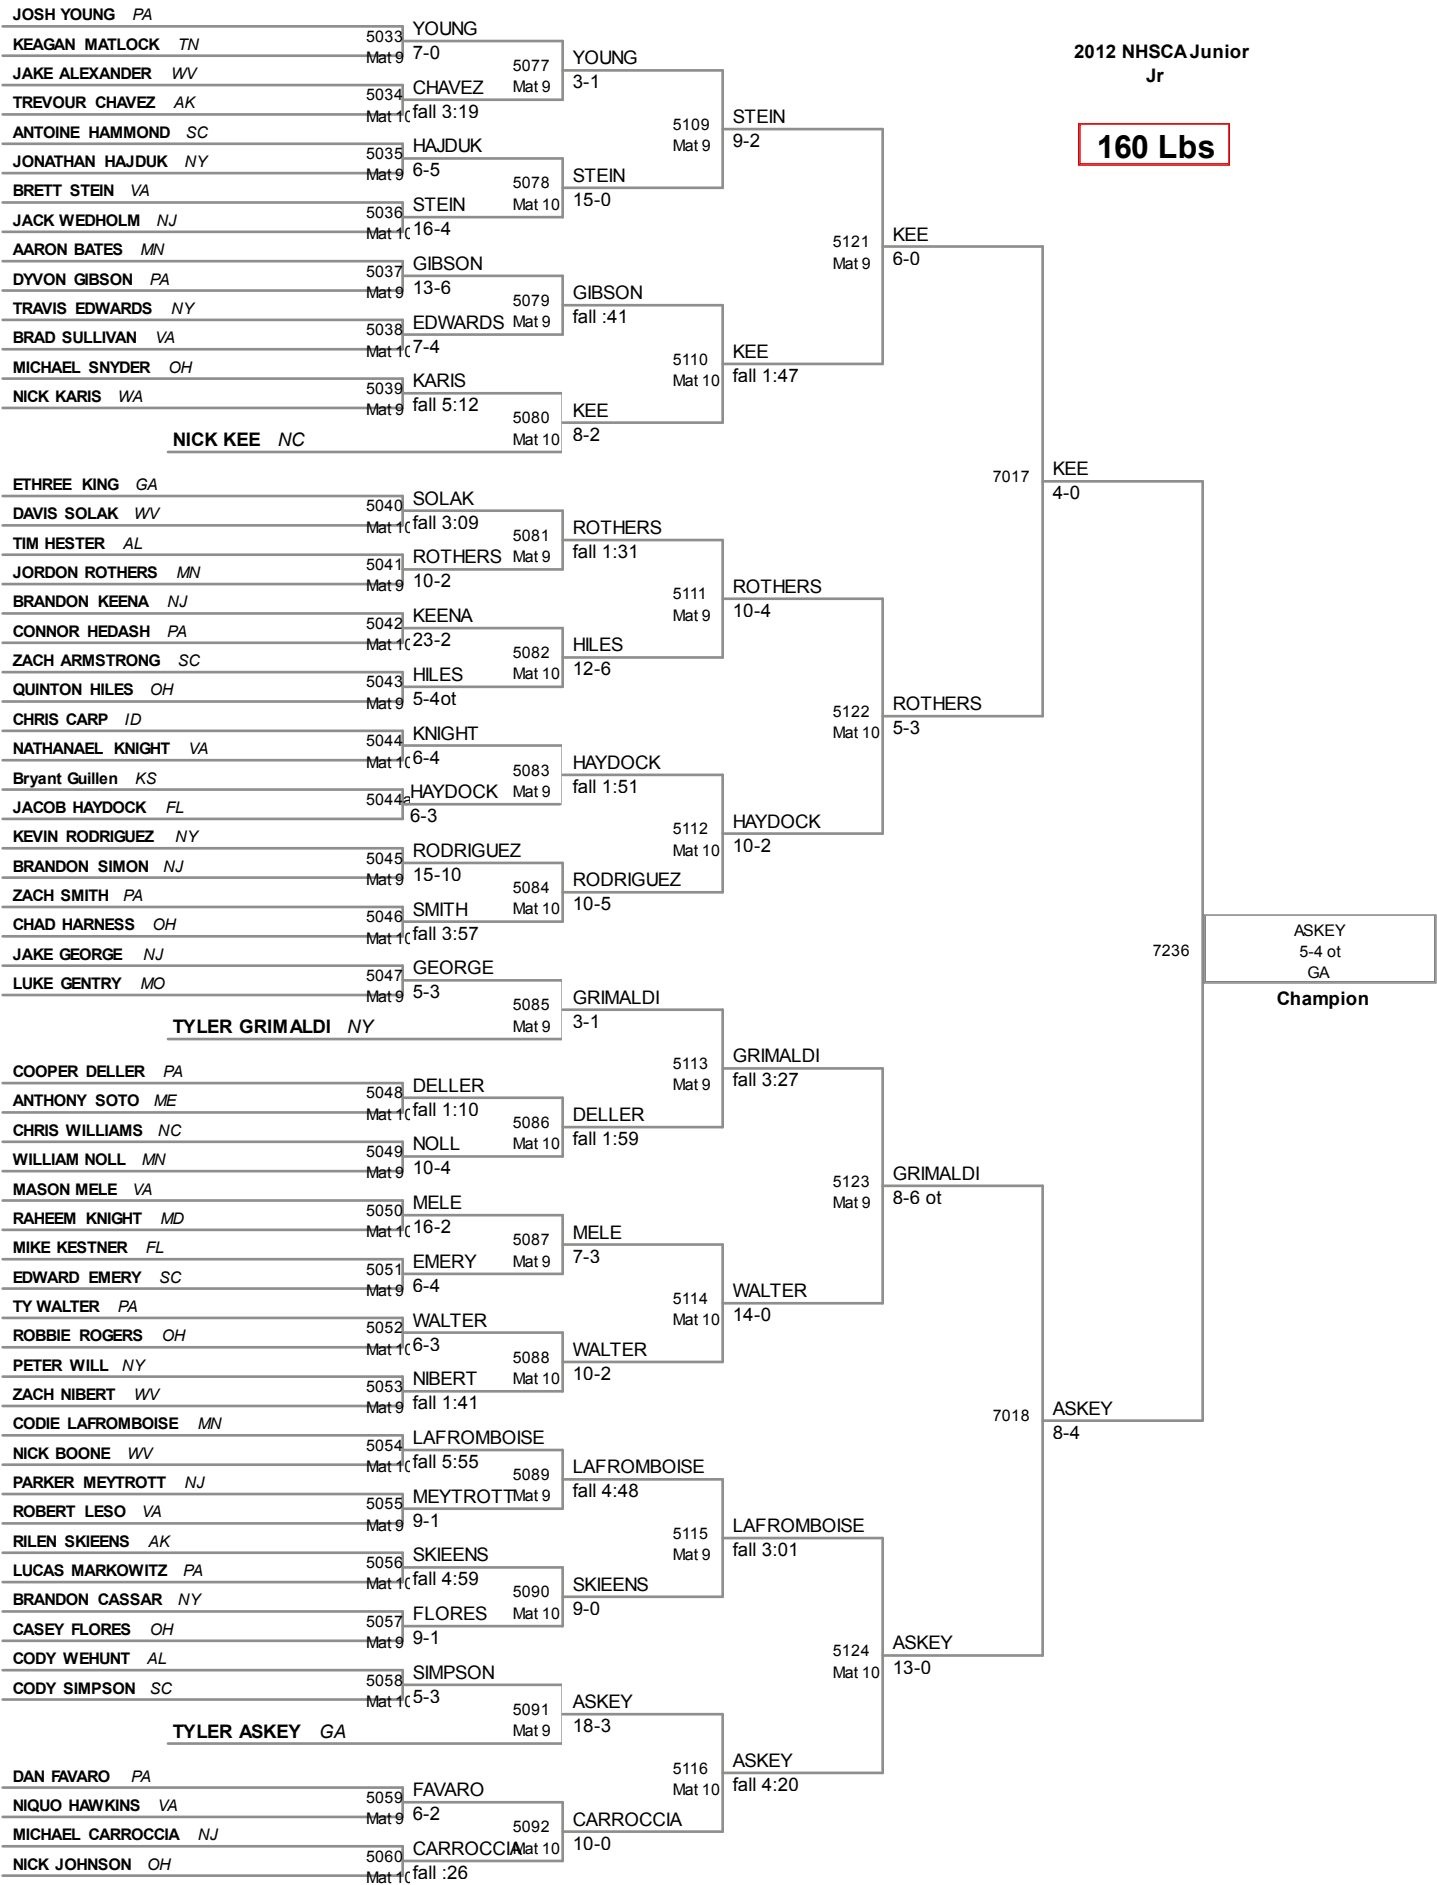 JOSH YOUNG PA
KEAGAN MATLOCK TN
JAKE ALEXANDER WV
TREVOUR CHAVEZ AK
ANTOINE HAMMOND SC
JONATHAN HAJDUK NY
BRETT STEIN VA
JACK WEDHOLM NJ
AARON BATES MN
DYVON GIBSON PA
TRAVIS EDWARDS NY
BRAD SULLIVAN VA
MICHAEL SNYDER OH
NICK KARIS WA
NICK KEE NC
ETHREE KING GA
DAVIS SOLAK WV
TIM HESTER AL
JORDON ROTHERS MN
BRANDON KEENA NJ
CONNOR HEDASH PA
ZACH ARMSTRONG SC
QUINTON HILES OH
CHRIS CARP ID
NATHANAEL KNIGHT VA
Bryant Guillen KS
JACOB HAYDOCK FL
KEVIN RODRIGUEZ NY
BRANDON SIMON NJ
ZACH SMITH PA
CHAD HARNESS OH
JAKE GEORGE NJ
LUKE GENTRY MO
TYLER GRIMALDI NY
COOPER DELLER PA
ANTHONY SOTO ME
CHRIS WILLIAMS NC
WILLIAM NOLL MN
MASON MELE VA
RAHEEM KNIGHT MD
MIKE KESTNER FL
EDWARD EMERY SC
TY WALTER PA
ROBBIE ROGERS OH
PETER WILL NY
ZACH NIBERT WV
CODIE LAFROMBOISE MN
NICK BOONE WV
PARKER MEYTROTT NJ
ROBERT LESO VA
RILEN SKIEENS AK
LUCAS MARKOWITZ PA
BRANDON CASSAR NY
CASEY FLORES OH
CODY WEHUNT AL
CODY SIMPSON SC
TYLER ASKEY GA
DAN FAVARO PA
NIQUO HAWKINS VA
MICHAEL CARROCCIA NJ
NICK JOHNSON OH
5033 YOUNG
Mat 9 7-0
5034 CHAVEZ
Mat 10 fall 3:19
5035 HAJDUK
Mat 9 6-5
5036 STEIN
Mat 10 16-4
5037 GIBSON
Mat 9 13-6
5038 EDWARDS
Mat 10 7-4
5039 KARIS
Mat 9 fall 5:12
5040 SOLAK
Mat 10 fall 3:09
5041 ROTHERS
Mat 9 10-2
5042 KEENA
Mat 10 23-2
5043 HILES
Mat 9 5-4ot
5044 KNIGHT
Mat 10 6-4
5044a HAYDOCK
6-3
5045 RODRIGUEZ
Mat 9 15-10
5046 SMITH
Mat 10 fall 3:57
5047 GEORGE
Mat 9 5-3
5048 DELLER
Mat 10 fall 1:10
5049 NOLL
Mat 9 10-4
5050 MELE
Mat 10 16-2
5051 EMERY
Mat 9 6-4
5052 WALTER
Mat 10 6-3
5053 NIBERT
Mat 9 fall 1:41
5054 LAFROMBOISE
Mat 10 fall 5:55
5055 MEYTROTT
Mat 9 9-1
5056 SKIEENS
Mat 10 fall 4:59
5057 FLORES
Mat 9 9-1
5058 SIMPSON
Mat 10 5-3
5059 FAVARO
Mat 9 6-2
5060 CARROCCIA
Mat 10 fall :26
5077 YOUNG
Mat 9 3-1
5078 STEIN
Mat 10 15-0
5079 GIBSON
Mat 9 fall :41
5080 KEE
Mat 10 8-2
5081 ROTHERS
Mat 9 fall 1:31
5082 HILES
Mat 10 12-6
5083 HAYDOCK
Mat 9 fall 1:51
5084 RODRIGUEZ
Mat 10 10-5
5085 GRIMALDI
Mat 9 3-1
5086 DELLER
Mat 10 fall 1:59
5087 MELE
Mat 9 7-3
5088 WALTER
Mat 10 10-2
5089 LAFROMBOISE
Mat 9 fall 4:48
5090 SKIEENS
Mat 10 9-0
5091 ASKEY
Mat 9 18-3
5092 CARROCCIA
Mat 10 10-0
5109 STEIN
Mat 9 9-2
5110 KEE
Mat 10 fall 1:47
5111 ROTHERS
Mat 9 10-4
5112 HAYDOCK
Mat 10 10-2
5113 GRIMALDI
Mat 9 fall 3:27
5114 WALTER
Mat 10 14-0
5115 LAFROMBOISE
Mat 9 fall 3:01
5116 ASKEY
Mat 10 fall 4:20
5121 KEE
Mat 9 6-0
5122 ROTHERS
Mat 10 5-3
5123 GRIMALDI
Mat 9 8-6 ot
5124 ASKEY
Mat 10 13-0
7017 KEE
4-0
7018 ASKEY
8-4
2012 NHSCA Junior
Jr
160 Lbs
7236
ASKEY
5-4 ot
GA
Champion